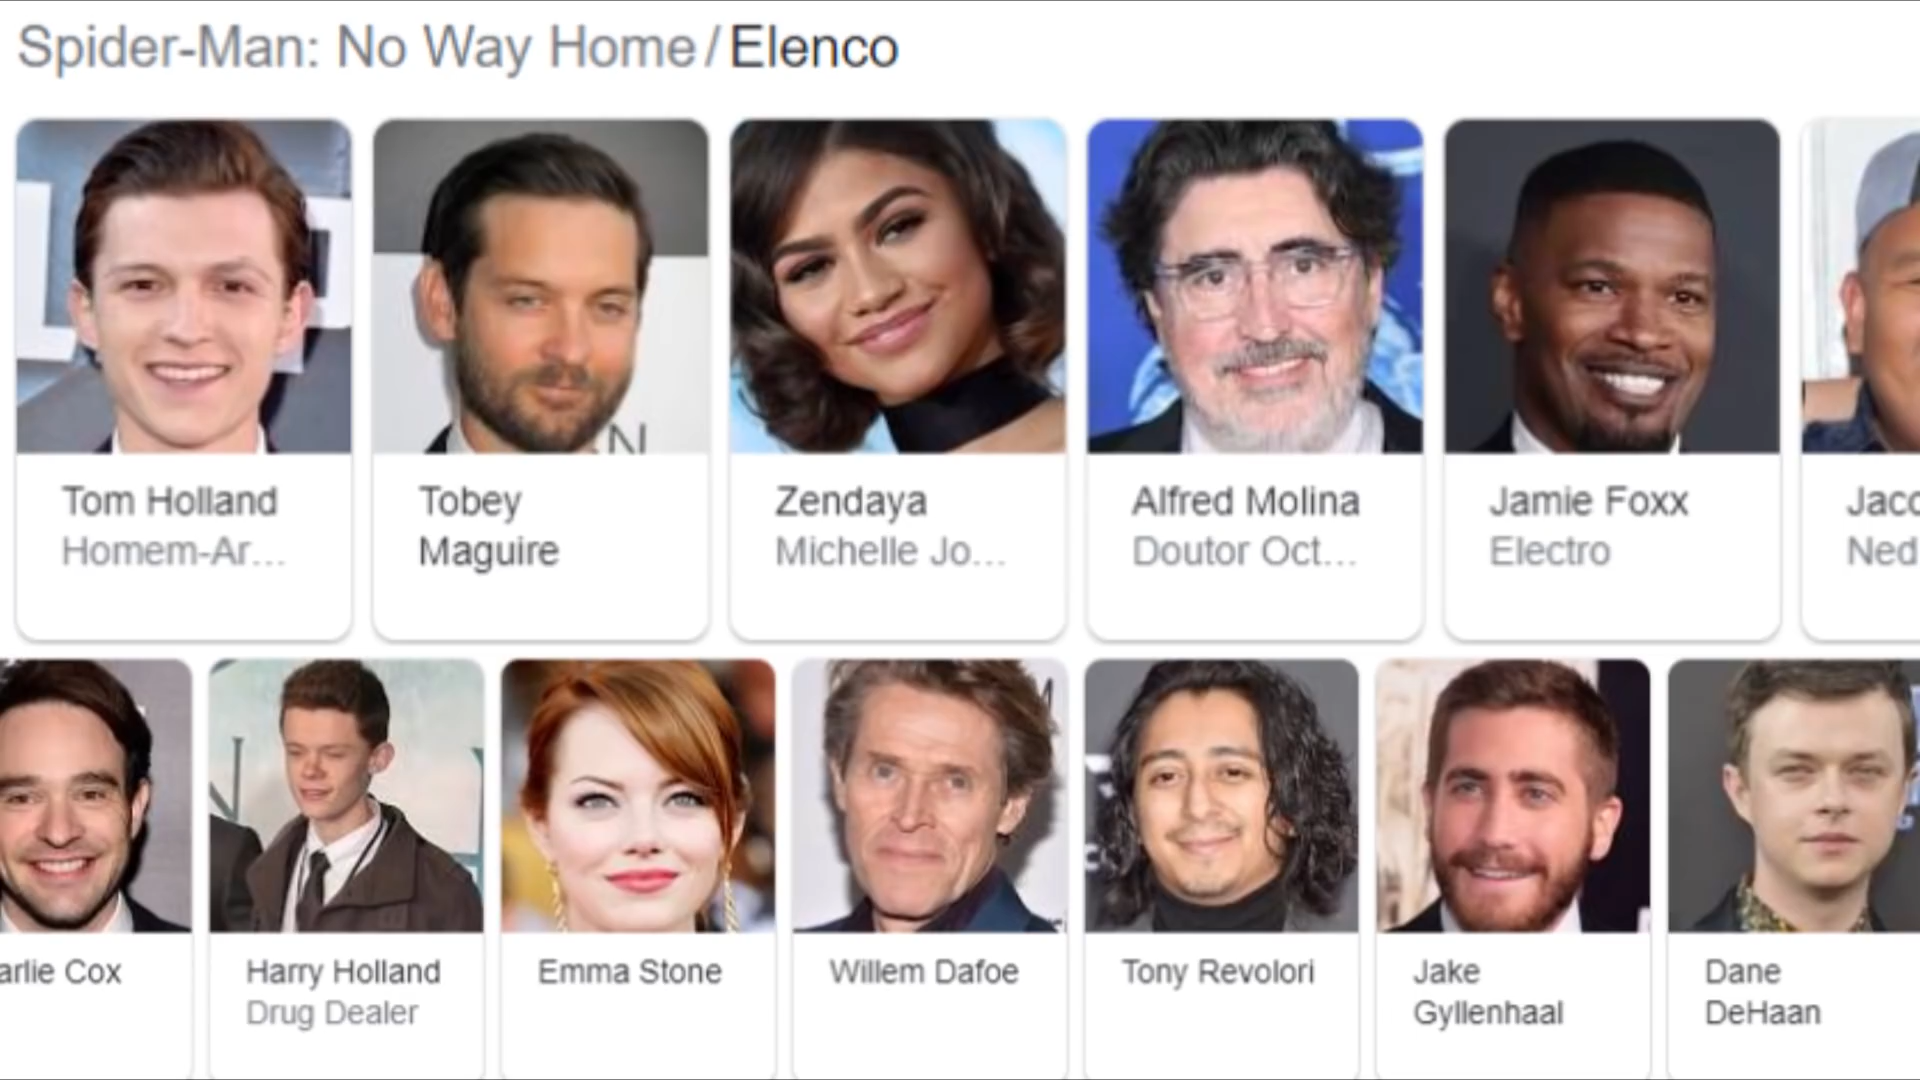 Spider-Man: No Way Home / Elenco
Tom Holland
Homem-Ar...
Tobey
Maguire
Zendaya
Michelle Jo...
Alfred Molina
Doutor Oct...
Jamie Foxx
Electro
Jaco
Ned
arlie Cox
Harry Holland
Drug Dealer
Emma Stone
Willem Dafoe
Tony Revolori
Jake
Gyllenhaal
Dane
DeHaan